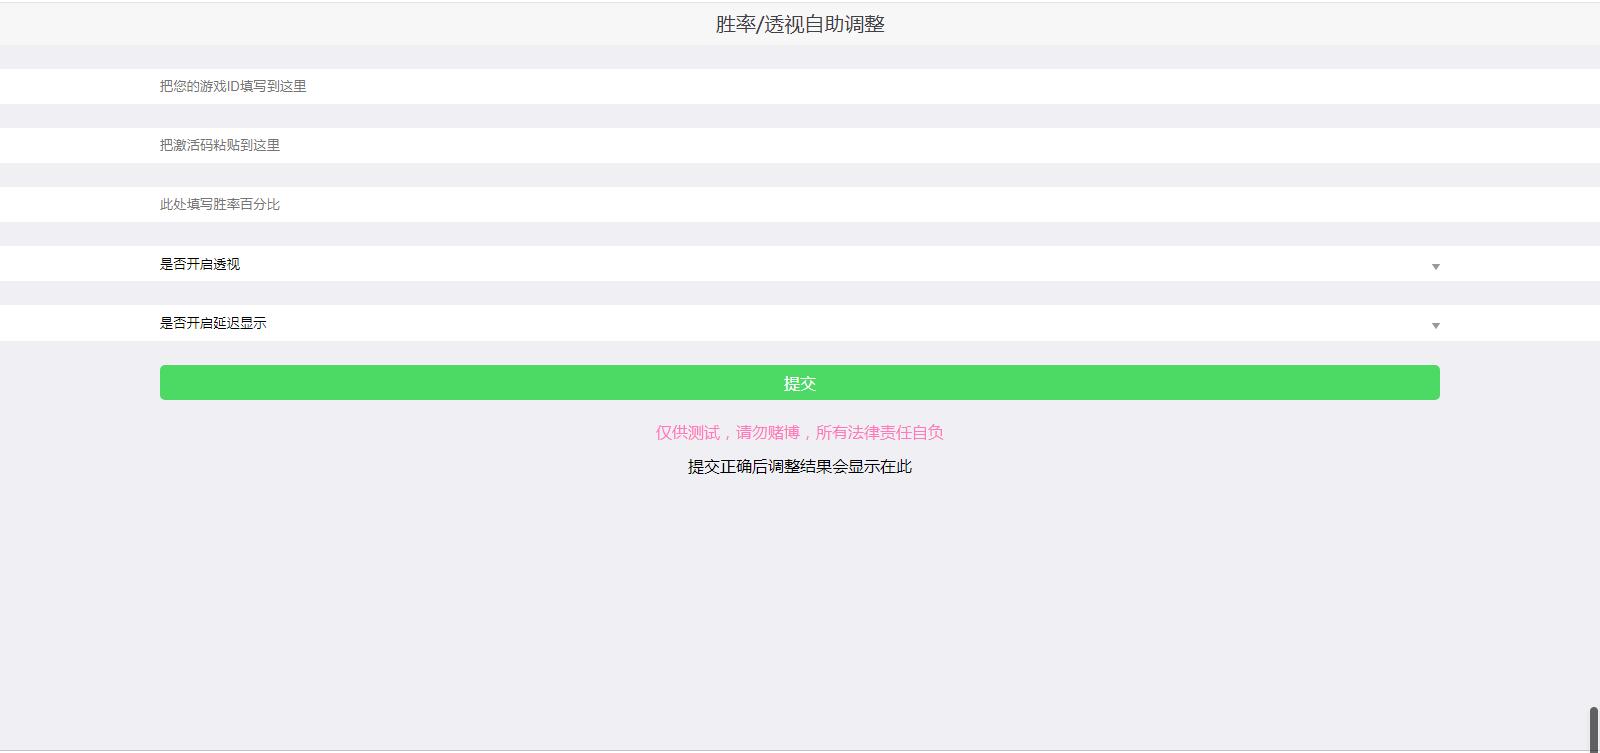 胜率/透视自助调整
把您的游戏ID填写到这里
把激活码粘贴到这里
此处填写胜率百分比
是否开启透视
是否开启延迟显示
提交
仅供测试，请勿赌博，所有法律责任自负
提交正确后调整结果会显示在此